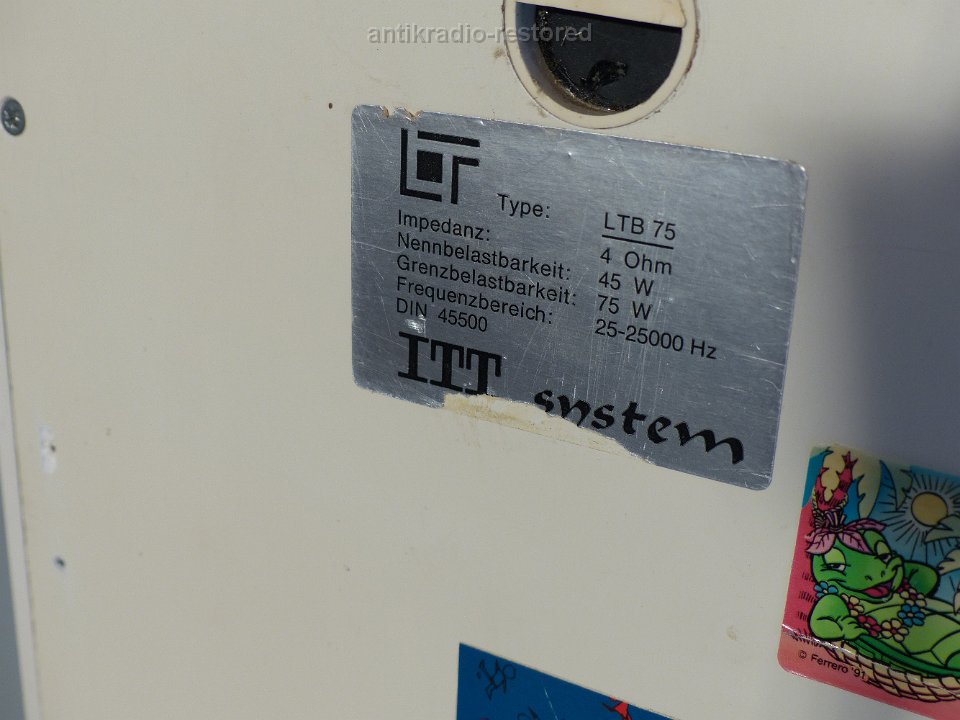 antikradio-restored
LT
Type: LTB 75
Impedanz: 4 Ohm
Nennbelastbarkeit: 45 W
Grenzbelastbarkeit: 75 W
Frequenzbereich: 25-25000 Hz
DIN 45500
ITT system
© Ferrero '91